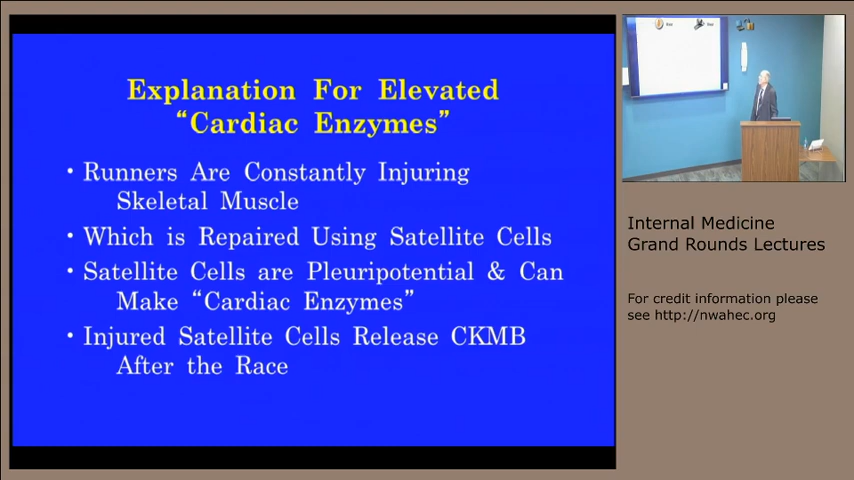 Explanation For Elevated
“Cardiac Enzymes”
• Runners Are Constantly Injuring
Skeletal Muscle
• Which is Repaired Using Satellite Cells
• Satellite Cells are Pleuripotential & Can
Make “Cardiac Enzymes”
• Injured Satellite Cells Release CKMB
After the Race
Internal Medicine
Grand Rounds Lectures
For credit information please
see http://nwahec.org